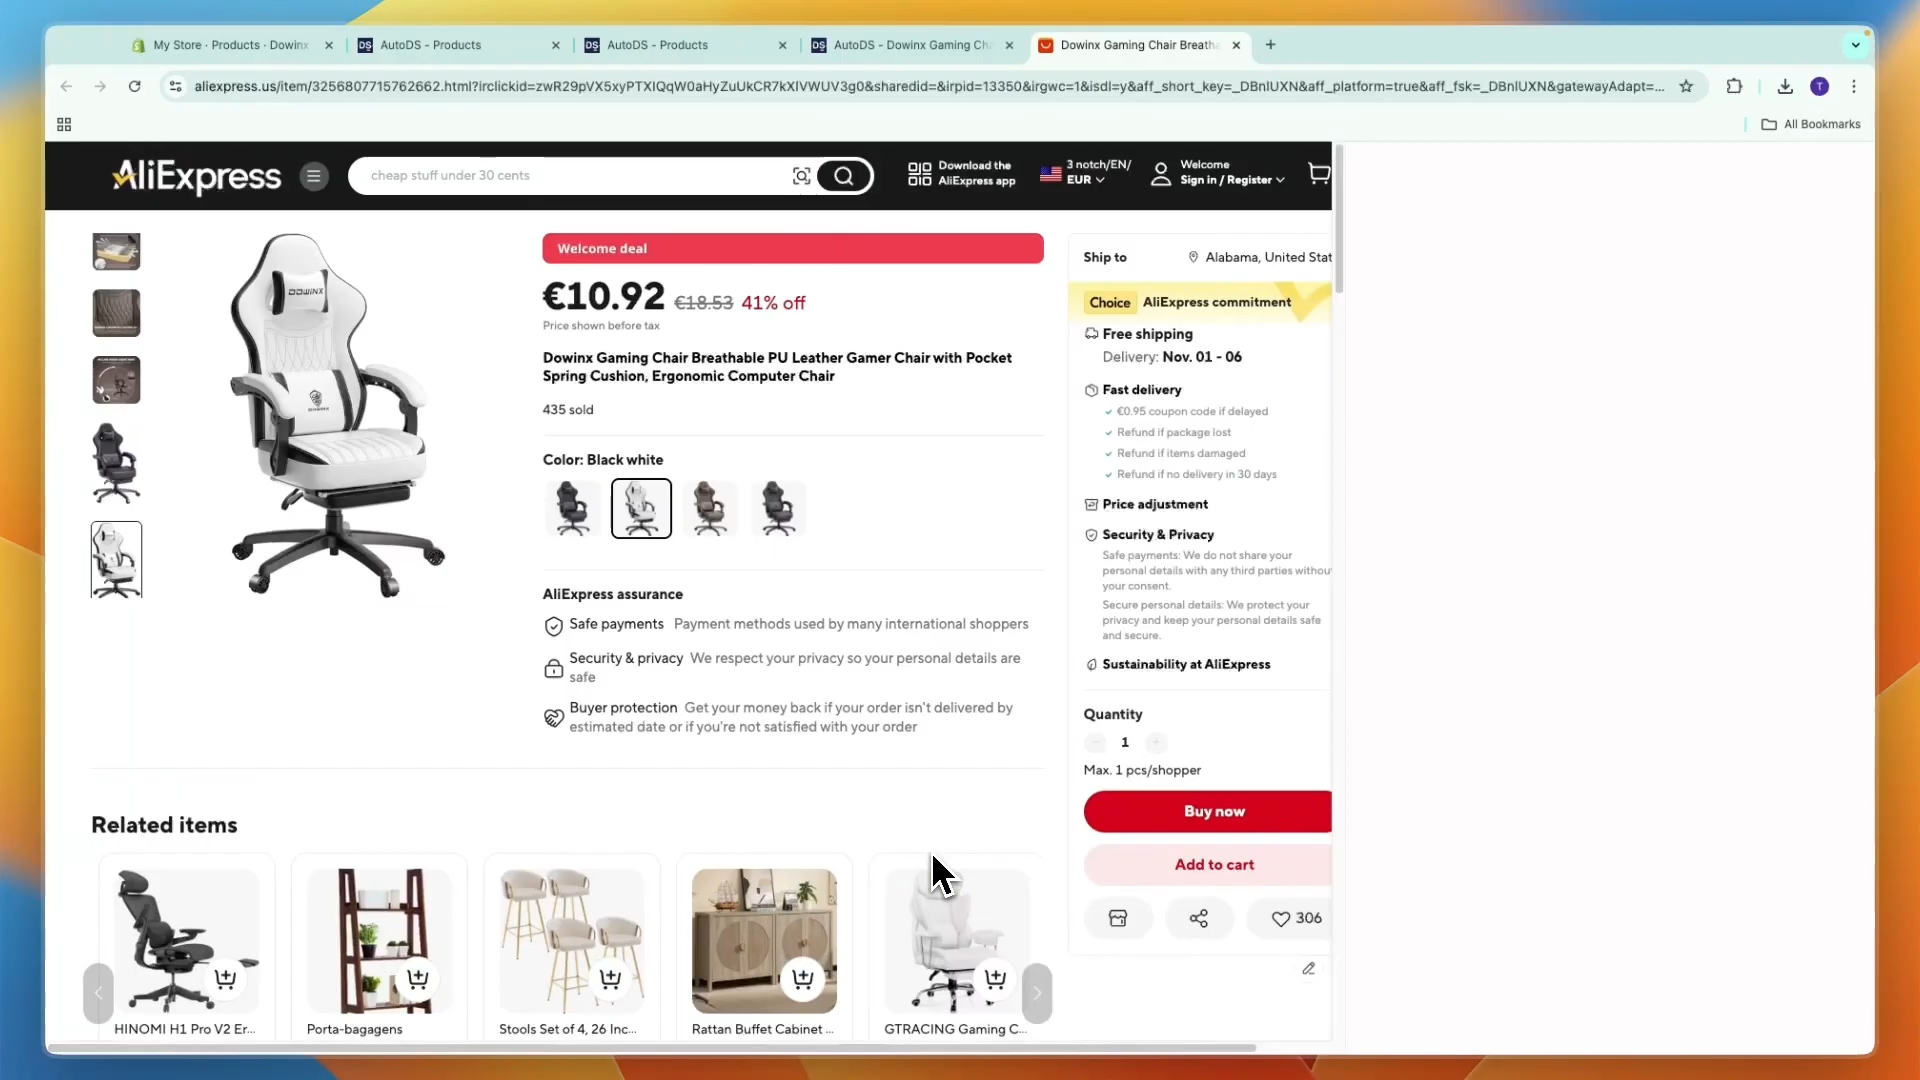 My Store · Products · Dowinx
AutoDS - Products
AutoDS - Products
AutoDS - Dowinx Gaming Ch
Dowinx Gaming Chair Breatha
aliexpress.us/item/3256807715762662.html?irclickid=zwR29pVX5xyPTXIQqW0aHyZuUkCR7kXIVWUV3g0&sharedid=&irpid=13350&irgwc=1&isdl=y&aff_short_key=_DBnlUXN&aff_platform=true&aff_fsk=_DBnlUXN&gatewayAdapt=...
T
All Bookmarks
AliExpress
cheap stuff under 30 cents
Download the
AliExpress app
3 notch/EN/
EUR
Welcome
Sign in / Register
Welcome deal
€10.92 €18.53 41% off
Price shown before tax
Dowinx Gaming Chair Breathable PU Leather Gamer Chair with Pocket
Spring Cushion, Ergonomic Computer Chair
435 sold
Color: Black white
AliExpress assurance
Safe payments Payment methods used by many international shoppers
Security & privacy We respect your privacy so your personal details are
safe
Buyer protection Get your money back if your order isn't delivered by
estimated date or if you're not satisfied with your order
DOWINX
Ship to
Alabama, United Stat
Choice AliExpress commitment
Free shipping
Delivery: Nov. 01 - 06
Fast delivery
€0.95 coupon code if delayed
Refund if package lost
Refund if items damaged
Refund if no delivery in 30 days
Price adjustment
Security & Privacy
Safe payments: We do not share your
personal details with any third parties withou
your consent.
Secure personal details: We protect your
privacy and keep your personal details safe
and secure.
Sustainability at AliExpress
Quantity
1
Max. 1 pcs/shopper
Buy now
Add to cart
306
Related items
HINOMI H1 Pro V2 Er...
Porta-bagagens
Stools Set of 4, 26 Inc...
Rattan Buffet Cabinet ...
GTRACING Gaming C...